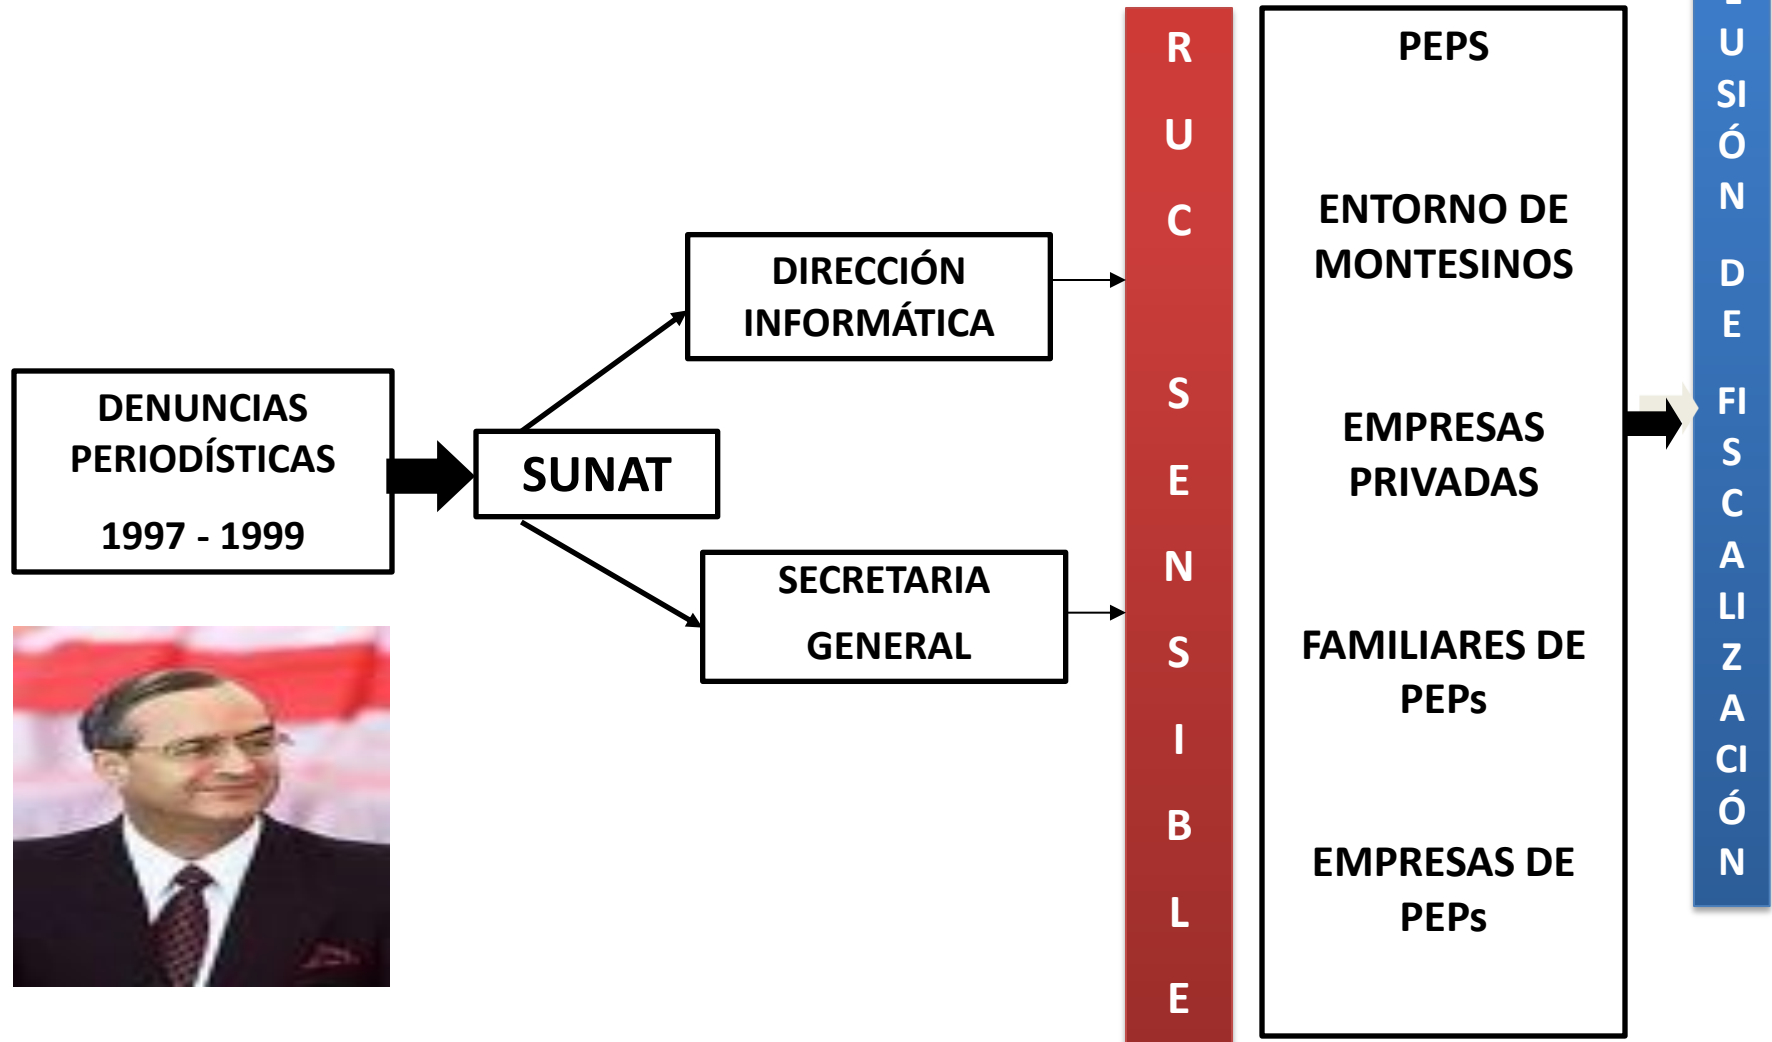 DENUNCIAS
PERIODÍSTICAS
1997 - 1999
SUNAT
DIRECCIÓN
INFORMÁTICA
SECRETARIA
GENERAL
R
U
C
S
E
N
S
I
B
L
E
PEPS
ENTORNO DE
MONTESINOS
EMPRESAS
PRIVADAS
FAMILIARES DE
PEPs
EMPRESAS DE
PEPs
U
SI
Ó
N
D
E
FI
S
C
A
LI
Z
A
CI
Ó
N